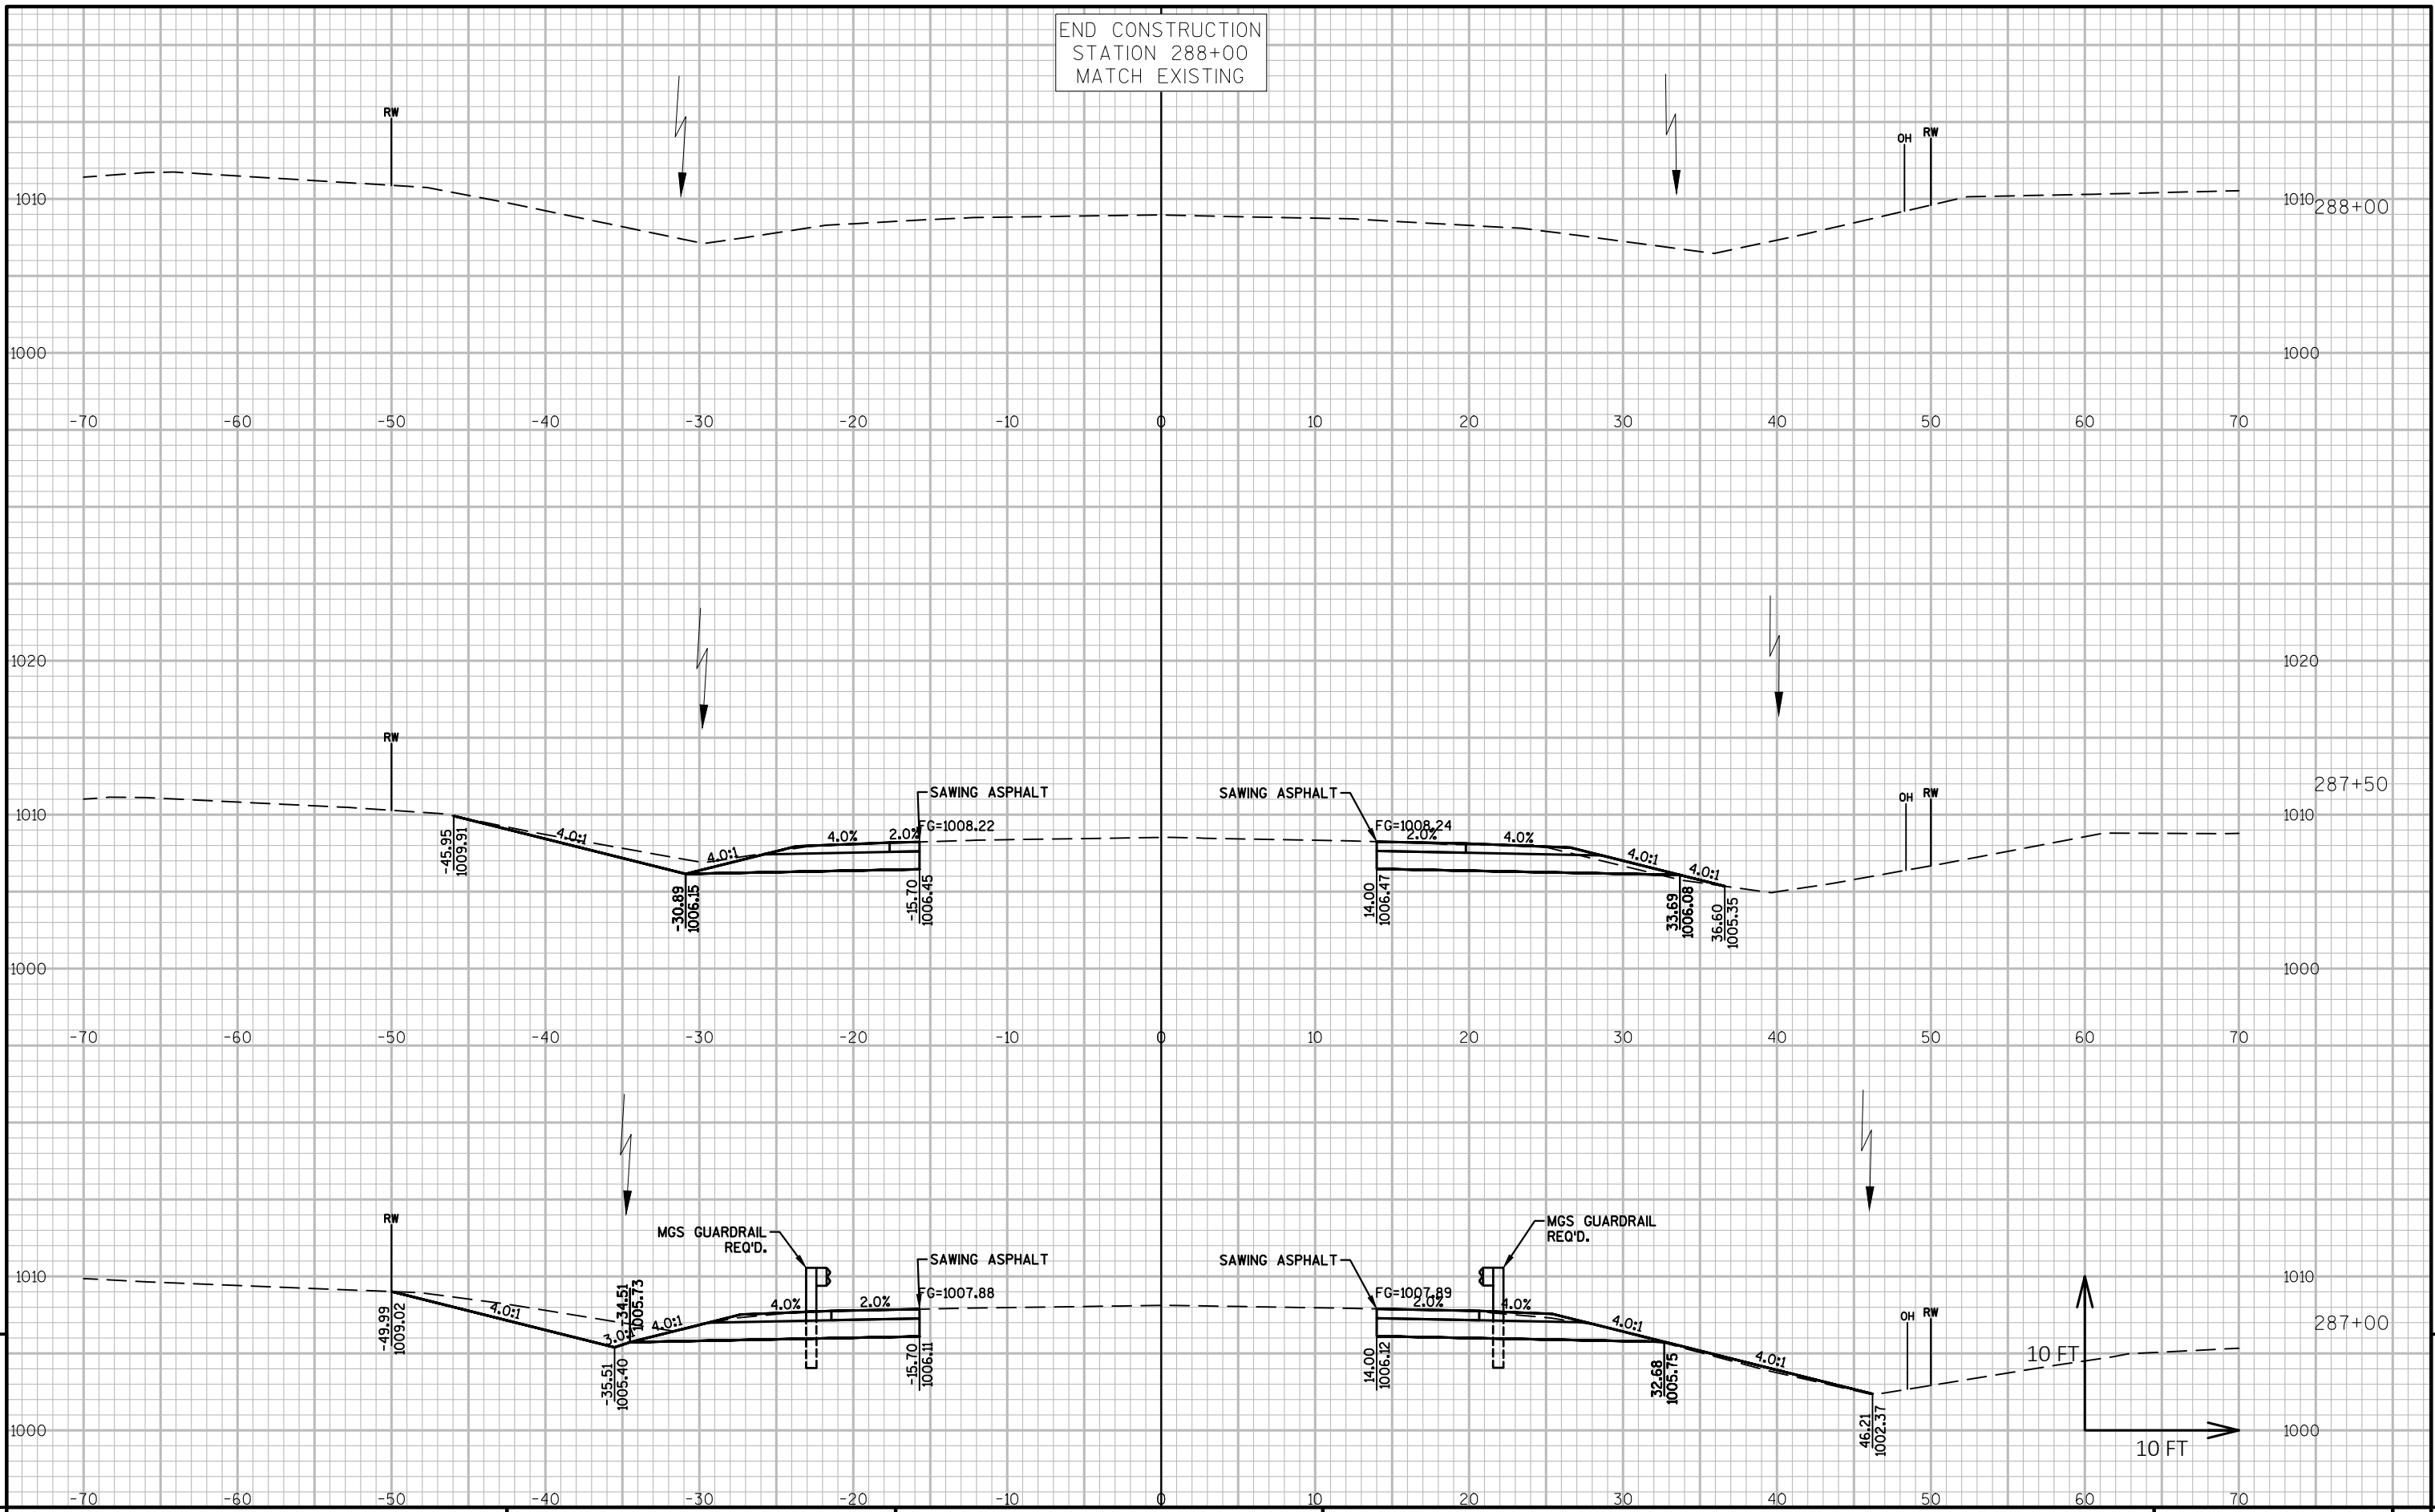 END CONSTRUCTION
STATION 288+00
MATCH EXISTING
RW
OH RW
1010 1010
288+00
1000 1000
-70 -60 -50 -40 -30 -20 -10 0 10 20 30 40 50 60 70
1020 1020
RW
SAWING ASPHALT
SAWING ASPHALT
287+50
OH RW
1010 1010
FG=1008.22
FG=1008.24
4.0:1
4.0:1
4.0%
2.0%
2.0%
4.0%
4.0:1
4.0:1
-45.95
1009.91
-30.89
1006.15
-15.70
1006.45
14.00
1006.47
33.69
1006.08
36.60
1005.35
1000 1000
-70 -60 -50 -40 -30 -20 -10 0 10 20 30 40 50 60 70
RW
MGS GUARDRAIL
REQ'D.
SAWING ASPHALT
SAWING ASPHALT
MGS GUARDRAIL
REQ'D.
1010 1010
FG=1007.88
FG=1007.89
OH RW
287+00
4.0:1
3.0:1
4.0:1
4.0%
2.0%
2.0%
4.0%
4.0:1
4.0:1
-49.99
1009.02
-34.51
1005.73
-35.51
1005.40
-15.70
1006.11
14.00
1006.12
32.68
1005.75
46.21
1002.37
10 FT
1000 1000
10 FT
-70 -60 -50 -40 -30 -20 -10 0 10 20 30 40 50 60 70